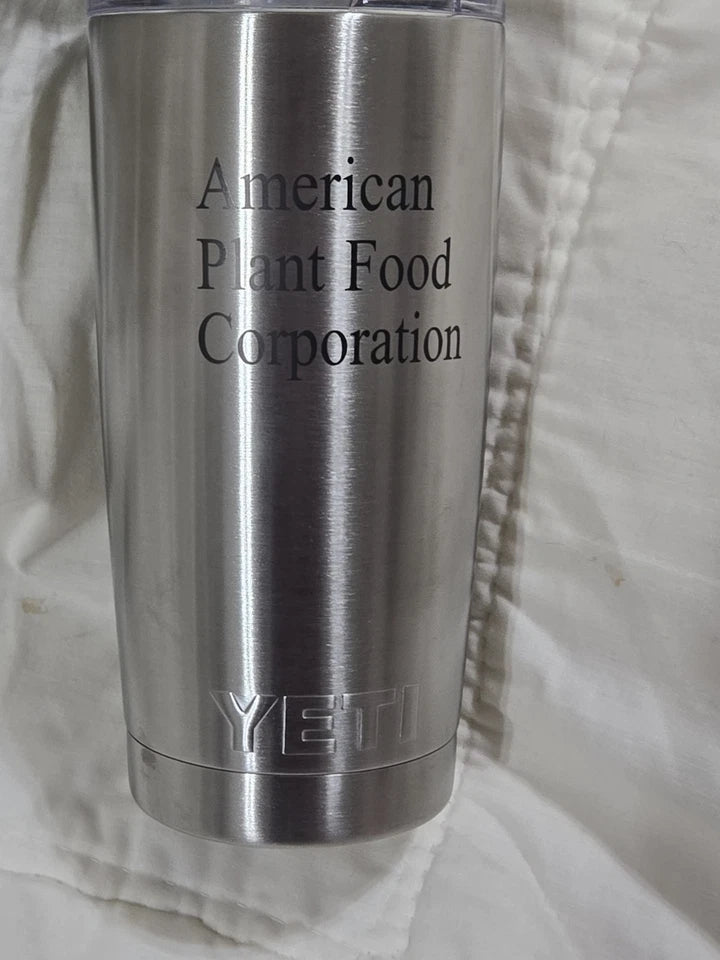 American
Plant Food
Corporation
YETI